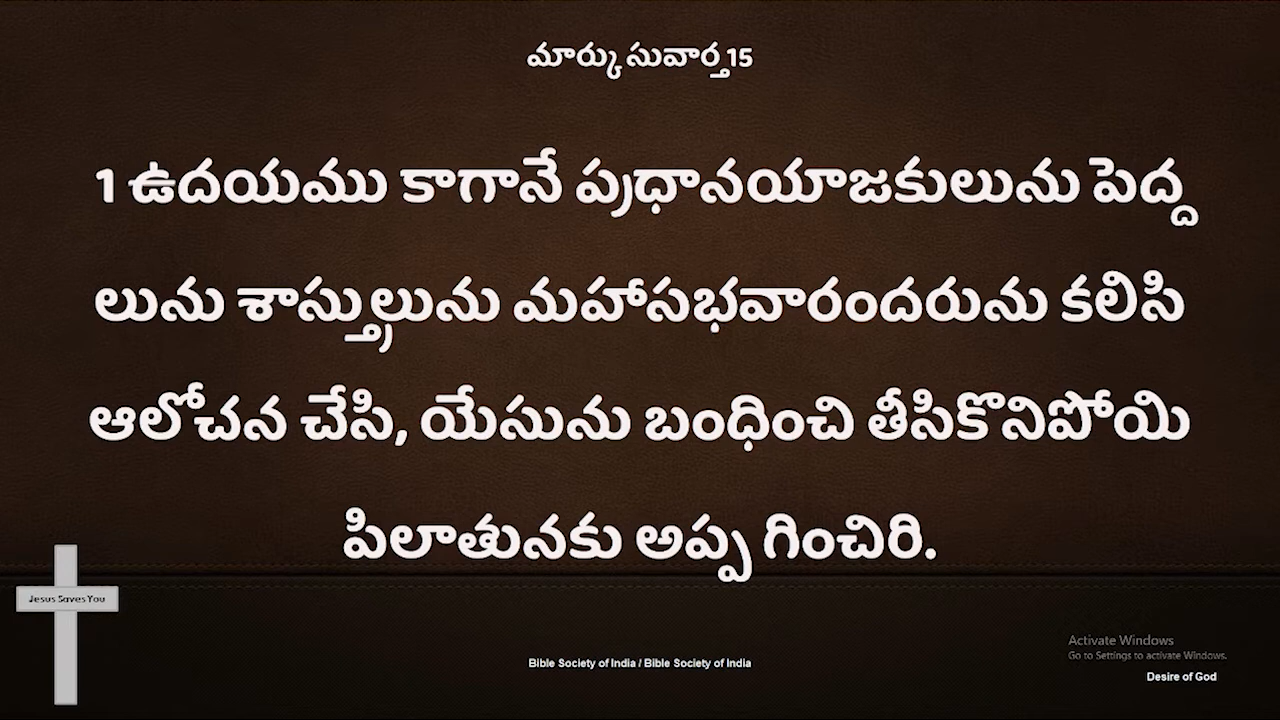 మార్కు సువార్త 15
1 ఉదయము కాగానే ప్రధానయాజకులును పెద్ద
లును శాస్త్రులును మహాసభవారందరును కలిసి
ఆలోచన చేసి, యేసును బంధించి తీసికొనిపోయి
పిలాతునకు అప్ప గించిరి.
Jesus Saves You
Activate Windows
Go to Settings to activate Windows.
Bible Society of India / Bible Society of India
Desire of God